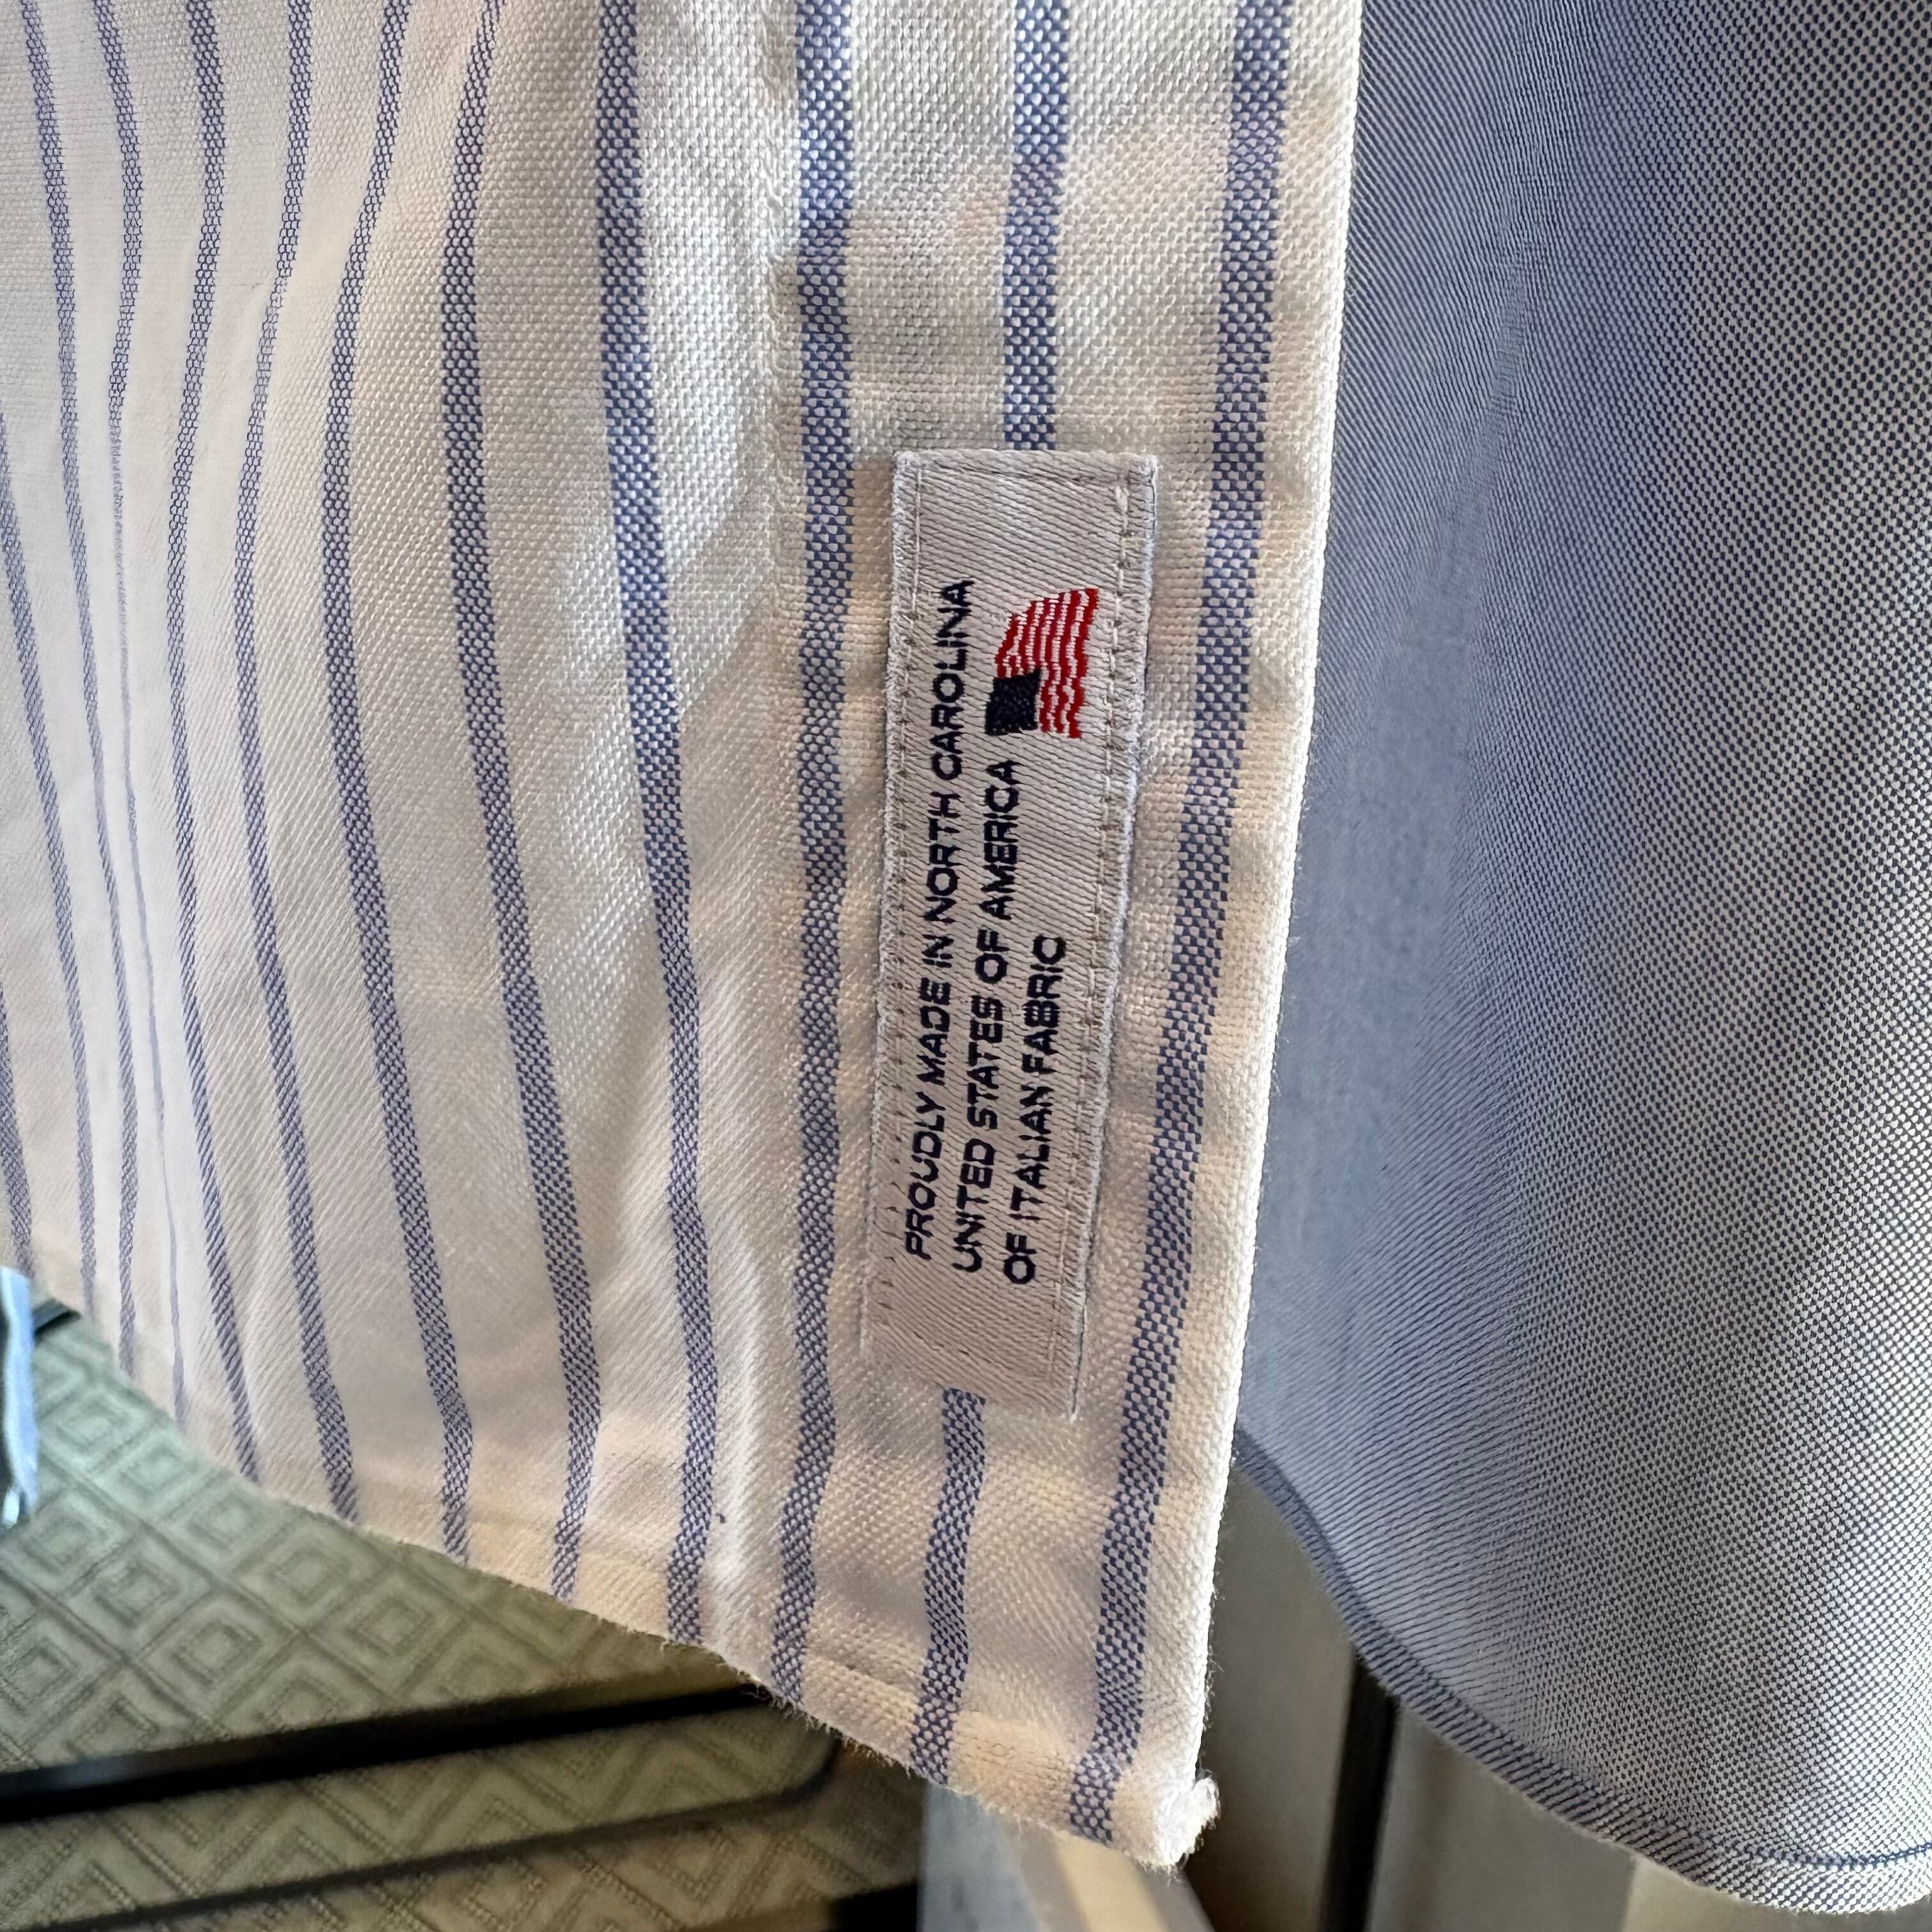 PROUDLY MADE IN NORTH CAROLINA
UNITED STATES OF AMERICA
OF ITALIAN FABRIC